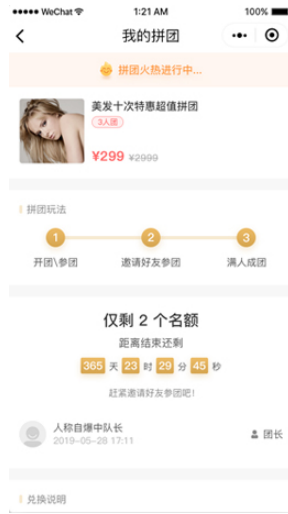 WeChat 1:21 AM 100%
我的拼团
拼团火热进行中...
美发十次特惠超值拼团
3人团
¥299 ¥2999
拼团玩法
1 2 3
开团\参团 邀请好友参团 满人成团
仅剩 2 个名额
距离结束还剩
365 天 23 时 29 分 45 秒
赶紧邀请好友参团吧!
人称自爆中队长
2019-05-28 17:11
团长
兑换说明